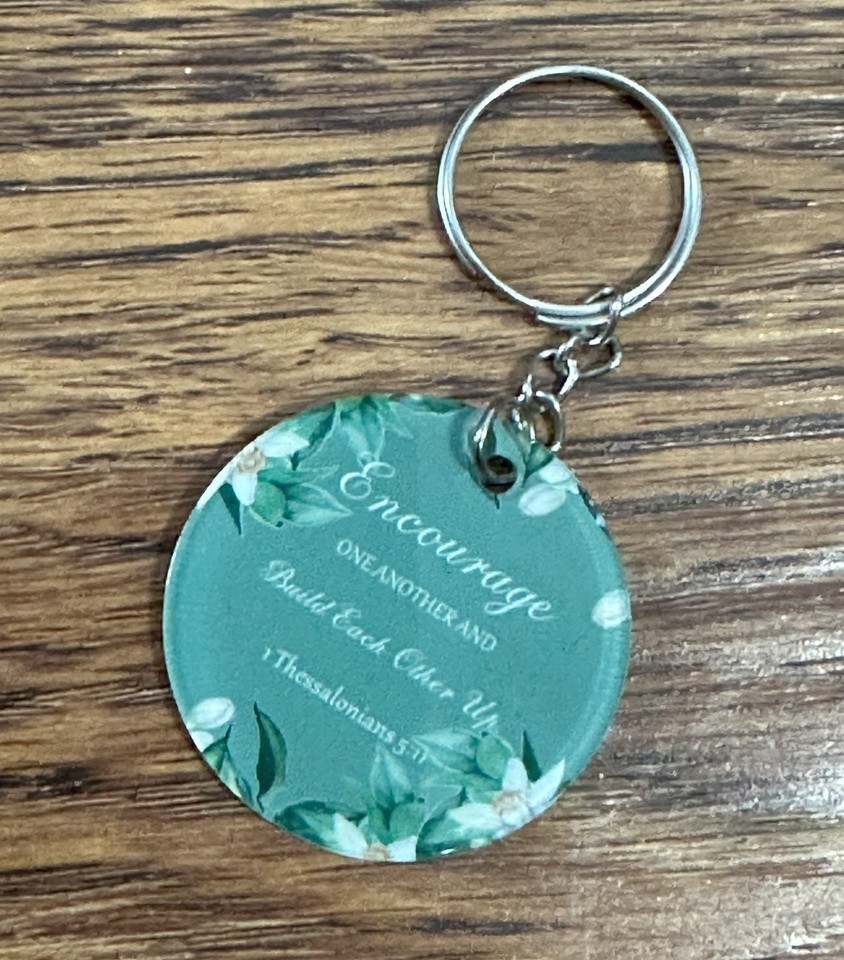 Encourage
ONE ANOTHER AND
Build Each Other Up
1 Thessalonians 5:11